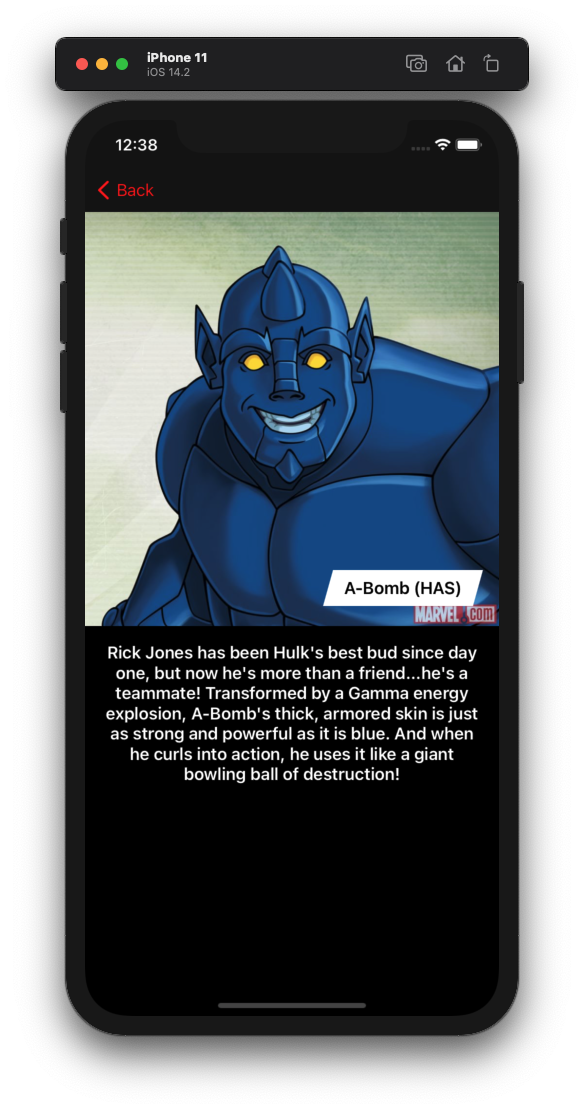 iPhone 11
iOS 14.2
12:38
Back
A-Bomb (HAS)
MARVEL.com
Rick Jones has been Hulk's best bud since day
one, but now he's more than a friend...he's a
teammate! Transformed by a Gamma energy
explosion, A-Bomb's thick, armored skin is just
as strong and powerful as it is blue. And when
he curls into action, he uses it like a giant
bowling ball of destruction!